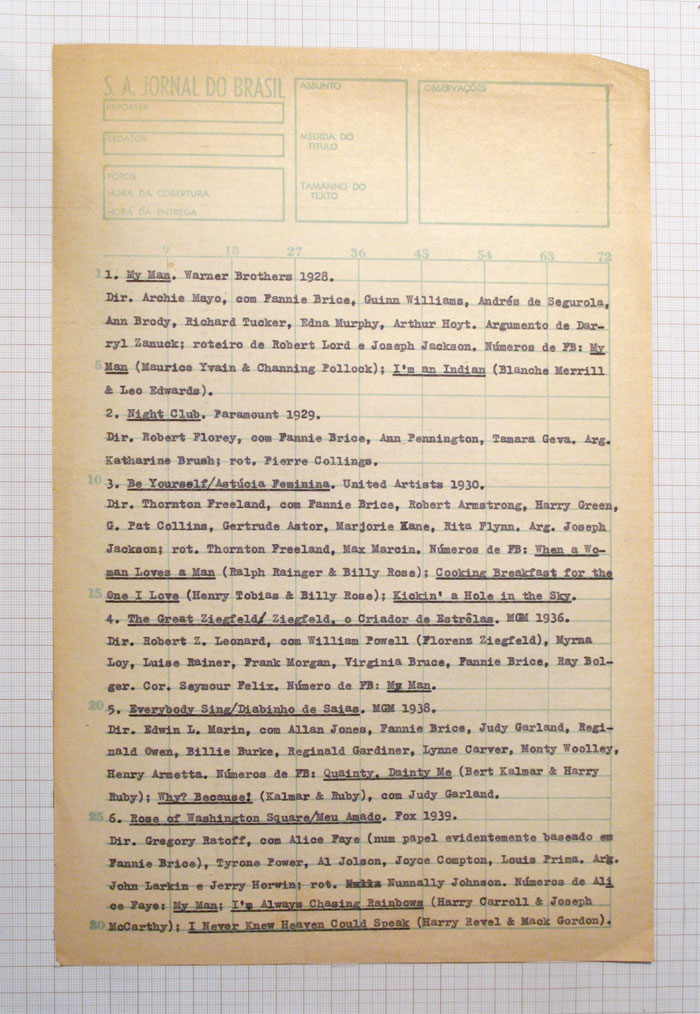 S. A. JORNAL DO BRASIL
REPÓRTER
REDATOR
FOTOS
HORA DA COBERTURA
HORA DA ENTREGA
ASSUNTO
MEDIDA DO
TÍTULO
TAMANHO DO
TEXTO
OBSERVAÇÕES
9 18 27 36 45 54 63 72
1 1. My Man. Warner Brothers 1928.
Dir. Archie Mayo, com Fannie Brice, Guinn Williams, Andrés de Segurola,
Ann Brody, Richard Tucker, Edna Murphy, Arthur Hoyt. Argumento de Dar-
ryl Zanuck; roteiro de Robert Lord e Joseph Jackson. Números de FB: My
5 Man (Maurice Yvain & Channing Pollock); I'm an Indian (Blanche Merrill
& Leo Edwards).
2. Night Club. Paramount 1929.
Dir. Robert Florey, com Fannie Brice, Ann Pennington, Tamara Geva. Arg.
Katharine Brush; rot. Pierre Collings.
10 3. Be Yourself/Astúcia Feminina. United Artists 1930.
Dir. Thornton Freeland, com Fannie Brice, Robert Armstrong, Harry Green,
G. Pat Collins, Gertrude Astor, Marjorie Kane, Rita Flynn. Arg. Joseph
Jackson; rot. Thornton Freeland, Max Marcin. Números de FB: When a Wo-
man Loves a Man (Ralph Rainger & Billy Rose); Cooking Breakfast for the
15 One I Love (Henry Tobias & Billy Rose); Kickin' a Hole in the Sky.
4. The Great Ziegfeld/ Ziegfeld, o Criador de Estrêlas. MGM 1936.
Dir. Robert Z. Leonard, com William Powell (Florenz Ziegfeld), Myrna
Loy, Luise Rainer, Frank Morgan, Virginia Bruce, Fannie Brice, Ray Bol-
ger. Cor. Seymour Felix. Número de FB: My Man.
20 5. Everybody Sing/Diabinho de Saias. MGM 1938.
Dir. Edwin L. Marin, com Allan Jones, Fannie Brice, Judy Garland, Regi-
nald Owen, Billie Burke, Reginald Gardiner, Lynne Carver, Monty Woolley,
Henry Armetta. Números de FB: Quainty, Dainty Me (Bert Kalmar & Harry
Ruby); Why? Because! (Kalmar & Ruby), com Judy Garland.
25 6. Rose of Washington Square/Meu Amado. Fox 1939.
Dir. Gregory Ratoff, com Alice Faye (num papel evidentemente baseado em
Fannie Brice), Tyrone Power, Al Jolson, Joyce Compton, Louis Prima. Arg.
John Larkin e Jerry Horwin; rot. Nunnally Johnson. Números de Ali
ce Faye: My Man; I'm Always Chasing Rainbows (Harry Carroll & Joseph
30 McCarthy); I Never Knew Heaven Could Speak (Harry Revel & Mack Gordon).